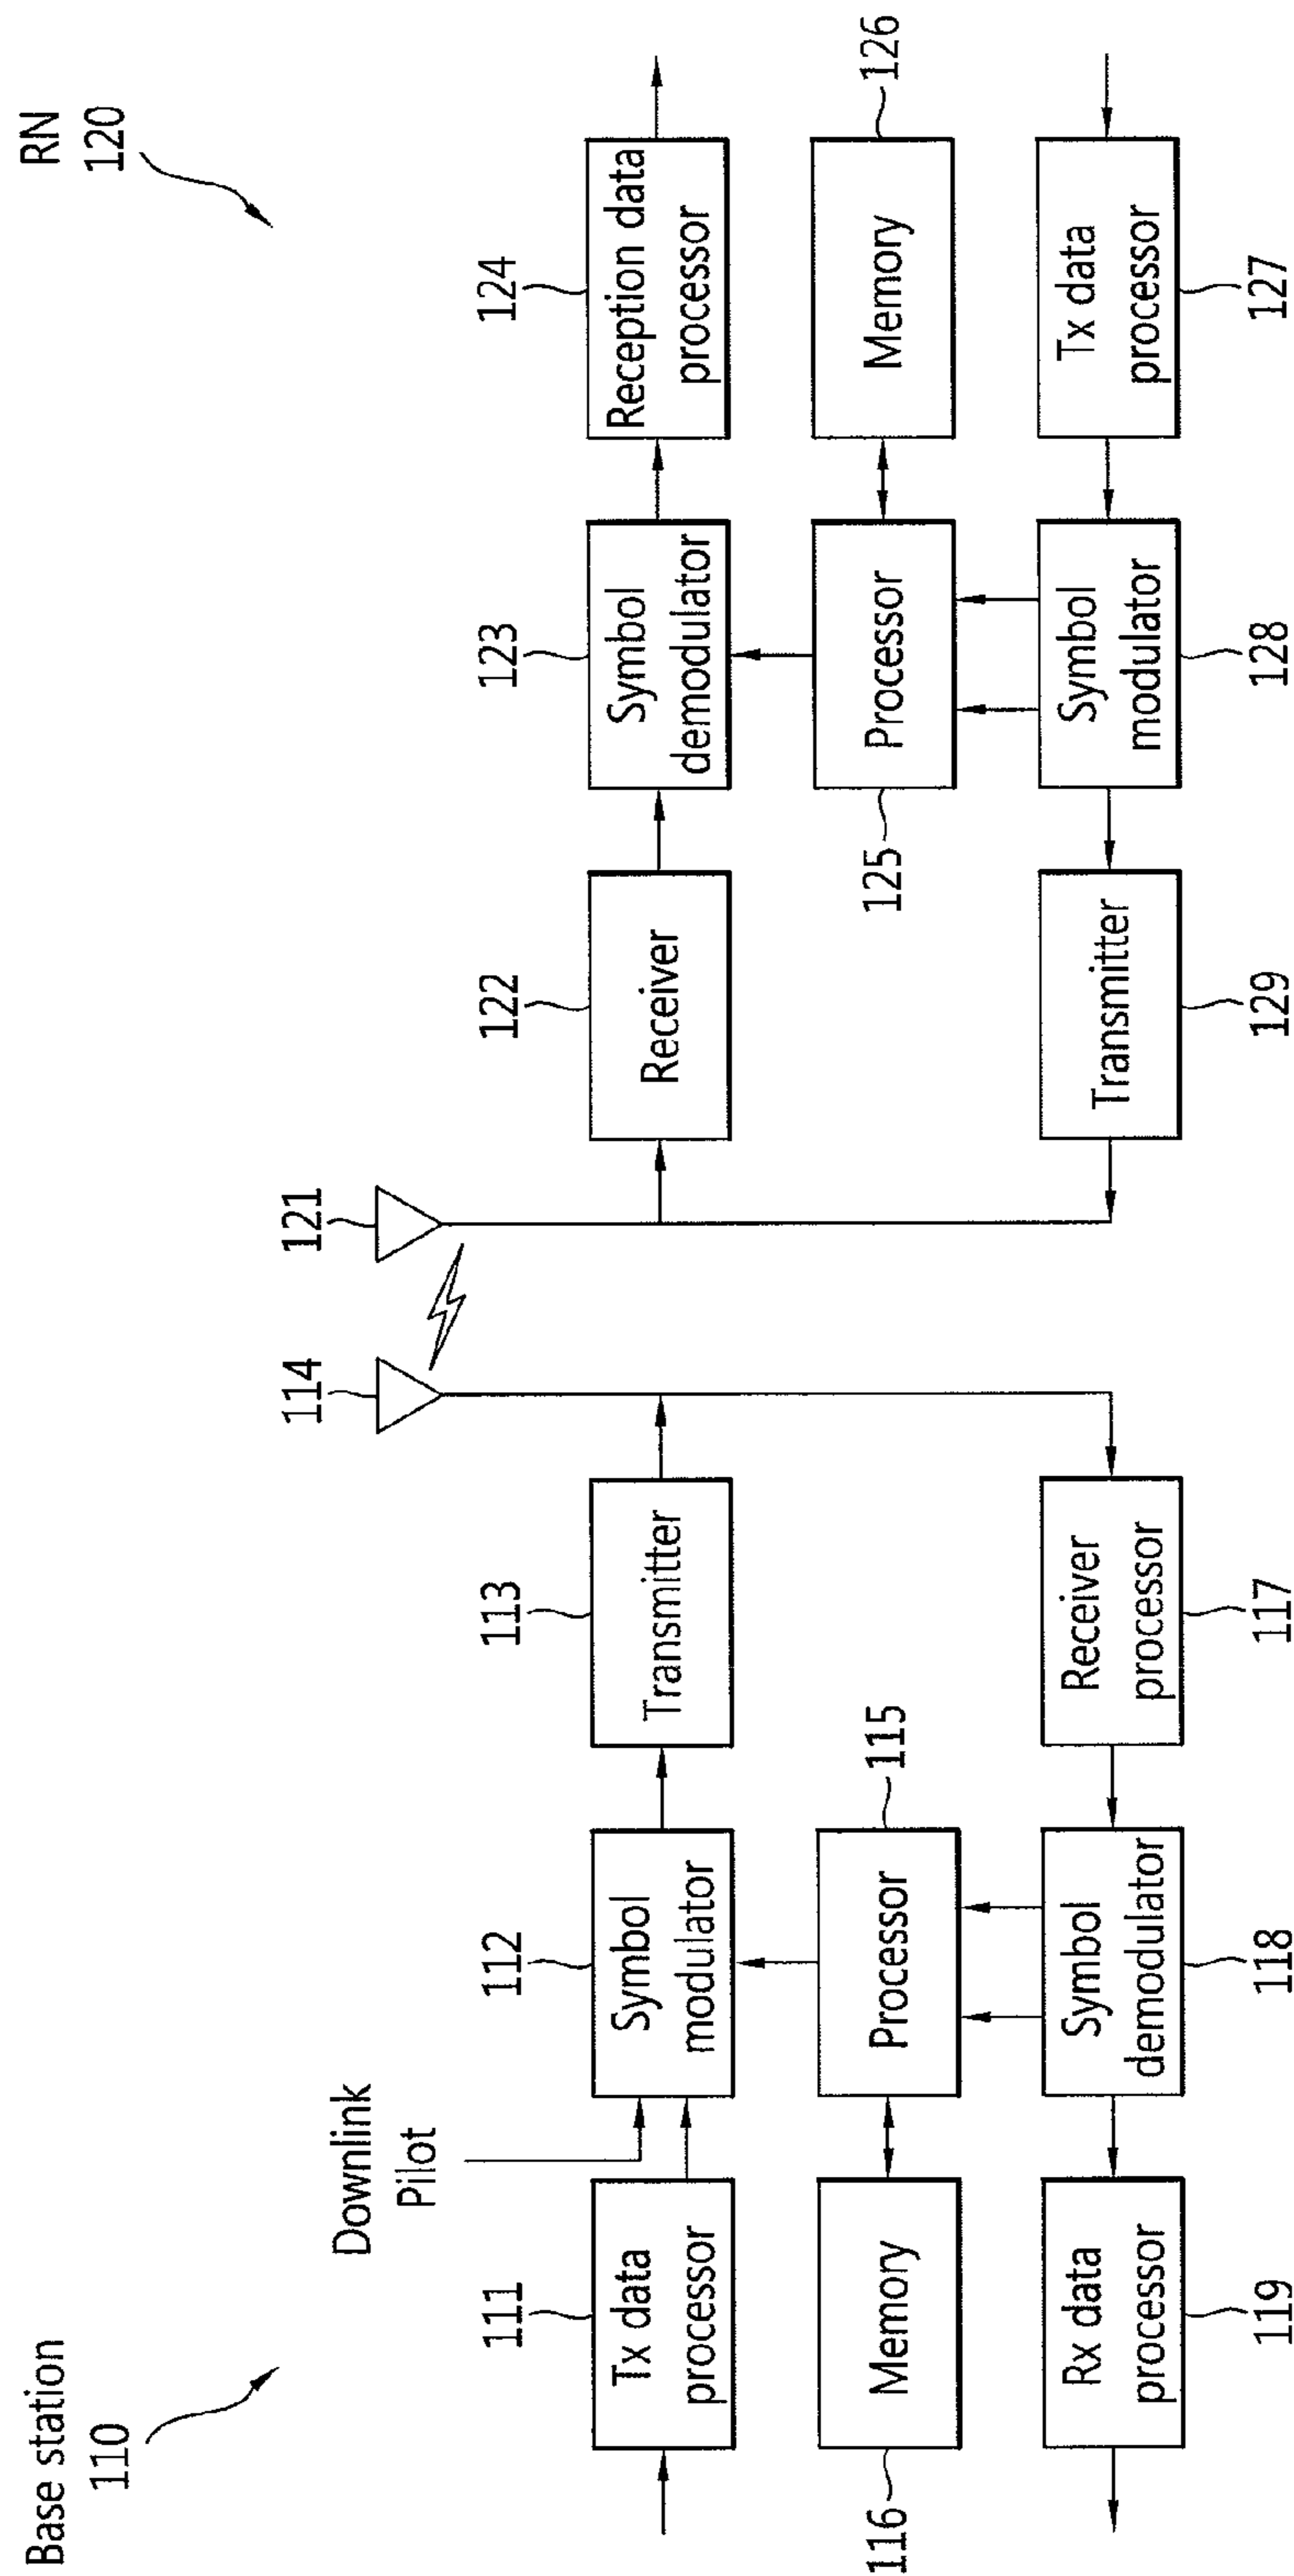 Base station
110
RN
120
Downlink
Pilot
111
Tx data
processor
112
Symbol
modulator
113
Transmitter
114
121
122
Receiver
123
Symbol
demodulator
124
Reception data
processor
116
Memory
115
Processor
125
Processor
126
Memory
119
Rx data
processor
118
Symbol
demodulator
117
Receiver
processor
129
Transmitter
128
Symbol
modulator
127
Tx data
processor